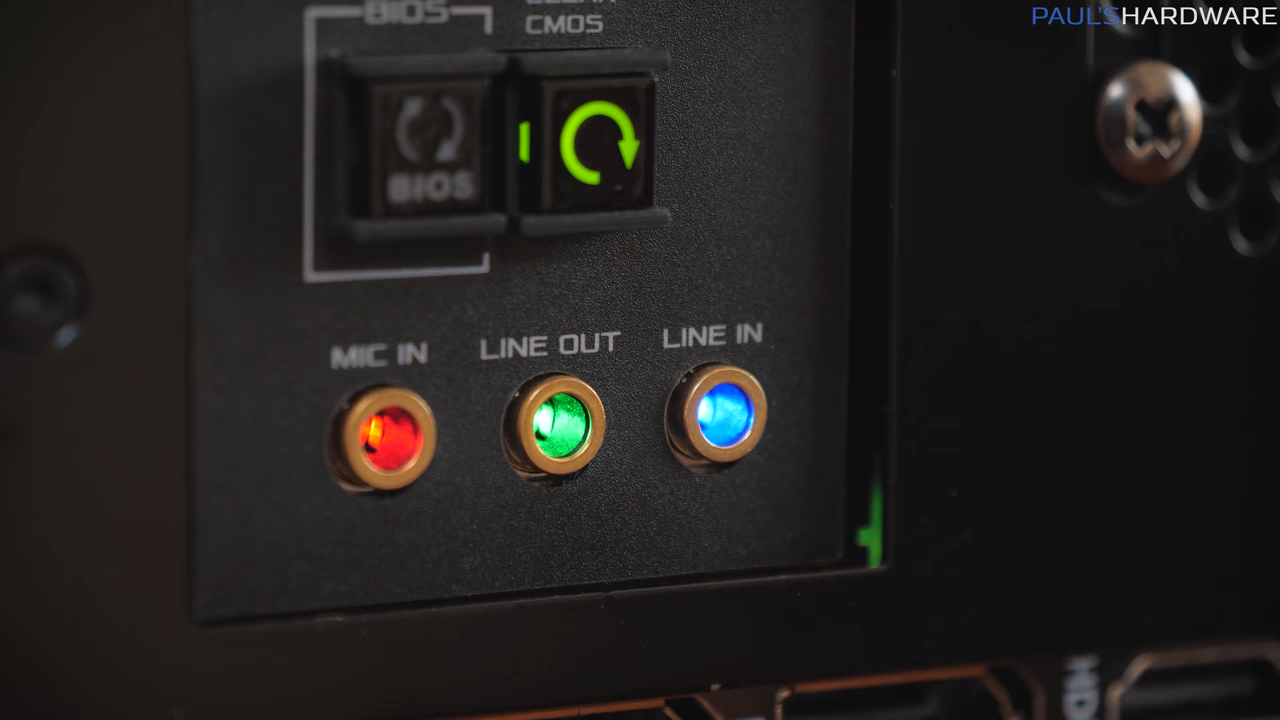 PAUL'SHARDWARE
BIOS
CMOS
BIOS
MIC IN
LINE OUT
LINE IN